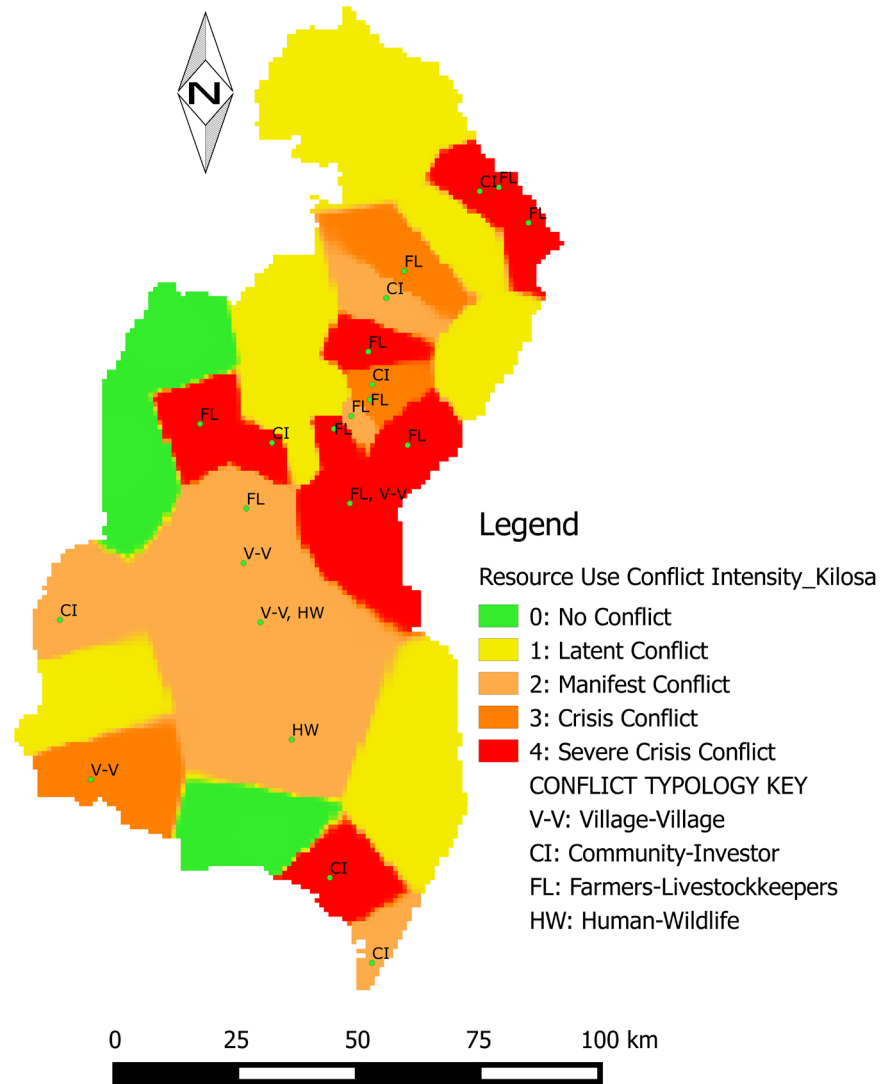 N
CI FL
FL
FL
CI
FL
CI
FL
FL
FL
FL
FL
CI
FL
FL, V-V
V-V
CI
V-V, HW
HW
V-V
CI
CI
Legend
Resource Use Conflict Intensity_Kilosa
0: No Conflict
1: Latent Conflict
2: Manifest Conflict
3: Crisis Conflict
4: Severe Crisis Conflict
CONFLICT TYPOLOGY KEY
V-V: Village-Village
CI: Community-Investor
FL: Farmers-Livestockkeepers
HW: Human-Wildlife
0 25 50 75 100 km